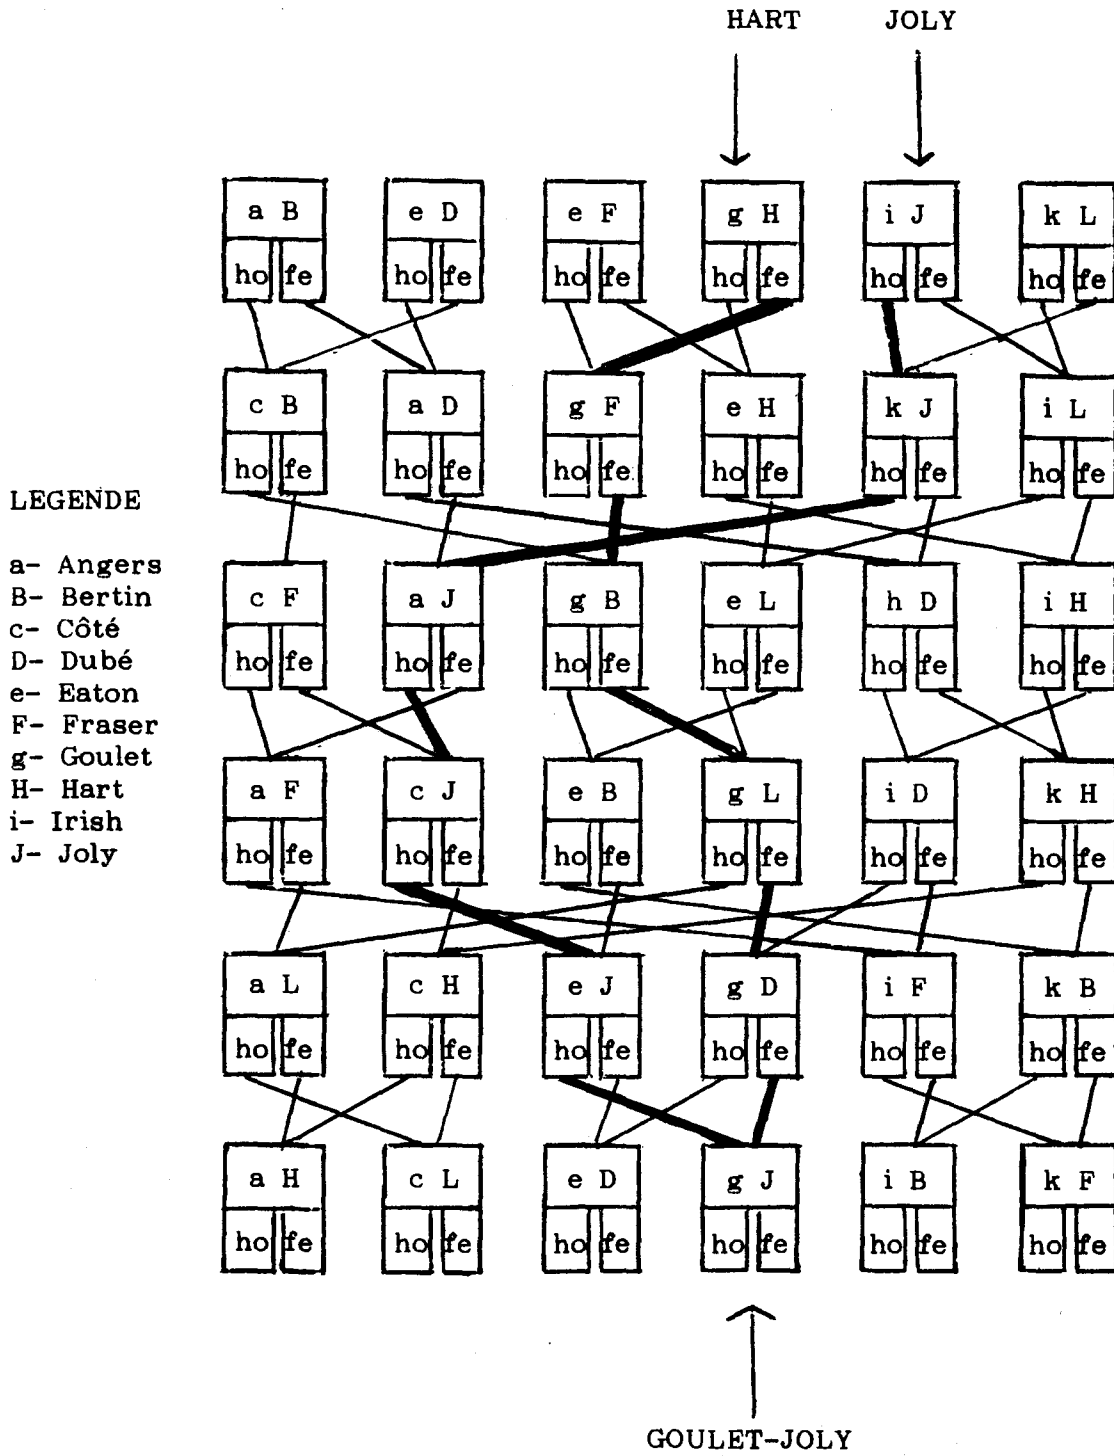 HART JOLY
a B e D e F g H i J k L
ho fe ho fe ho fe ho fe ho fe ho fe
c B a D g F e H k J i L
ho fe ho fe ho fe ho fe ho fe ho fe
LEGENDE
a- Angers
B- Bertin
c- Côté
D- Dubé
e- Eaton
F- Fraser
g- Goulet
H- Hart
i- Irish
J- Joly
c F a J g B e L h D i H
ho fe ho fe ho fe ho fe ho fe ho fe
a F c J e B g L i D k H
ho fe ho fe ho fe ho fe ho fe ho fe
a L c H e J g D i F k B
ho fe ho fe ho fe ho fe ho fe ho fe
a H c L e D g J i B k F
ho fe ho fe ho fe ho fe ho fe ho fe
GOULET-JOLY